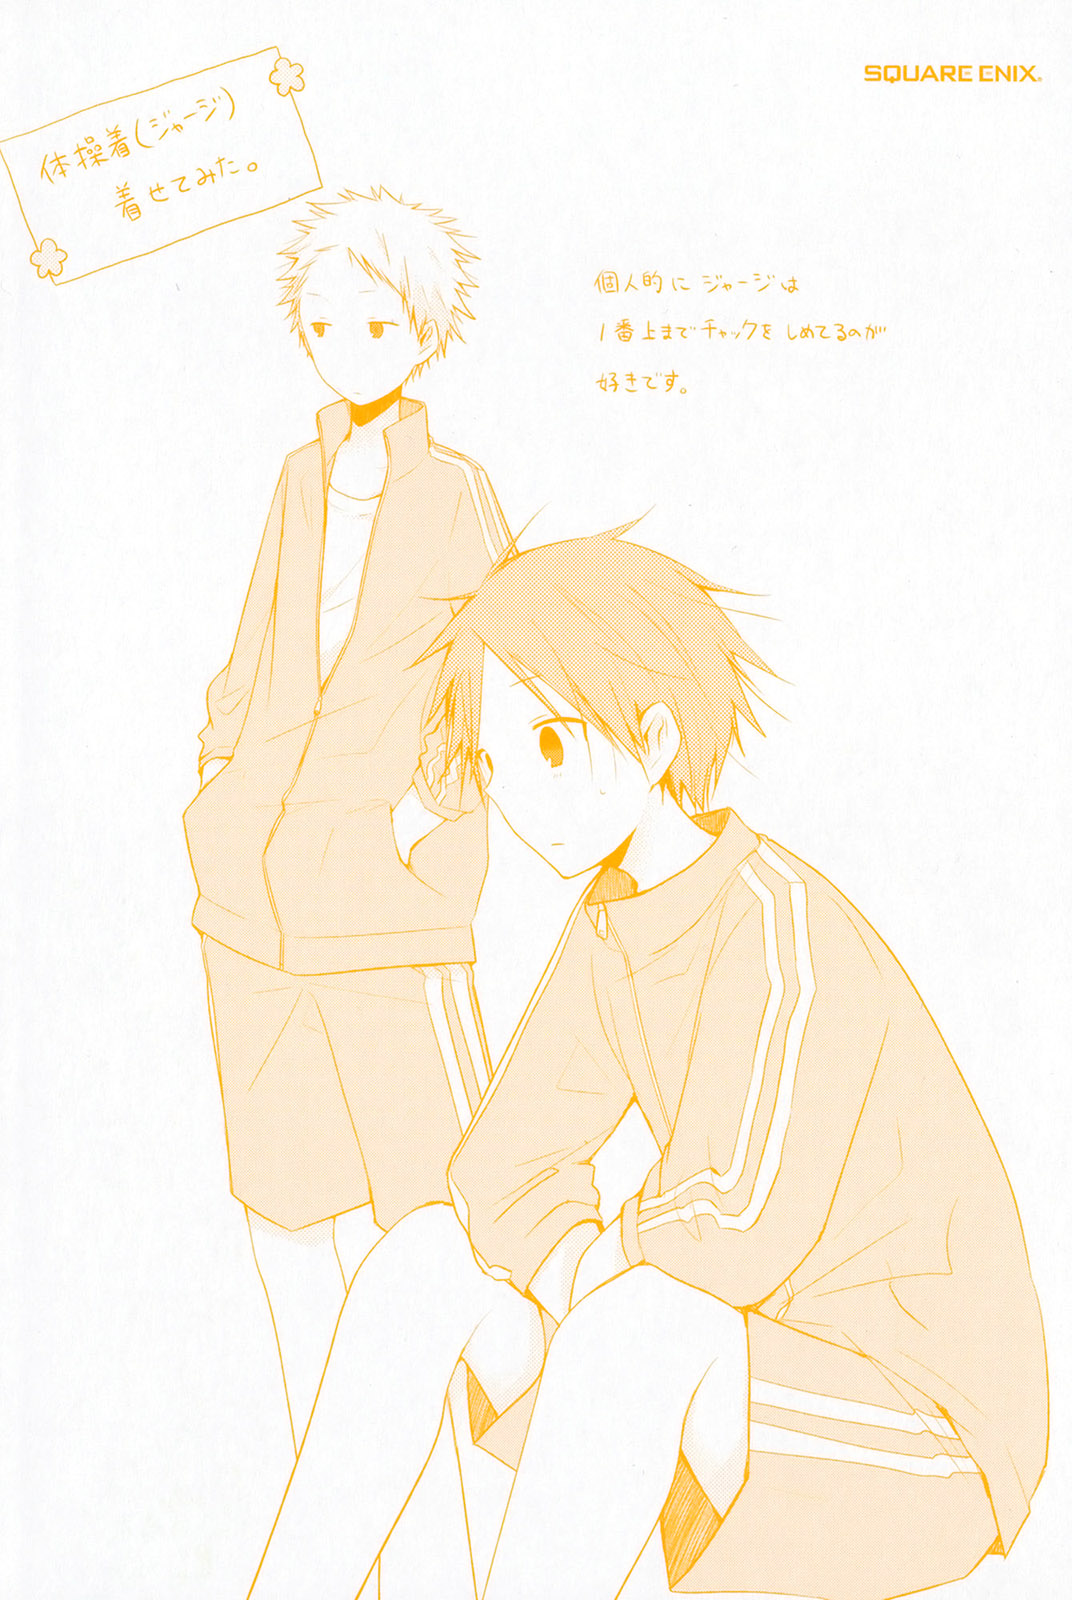 SQUARE ENIX
体操着(ジャージ)
着せてみた。
個人的に ジャージは
1番上まで チャックを しめてるのが
好きです。